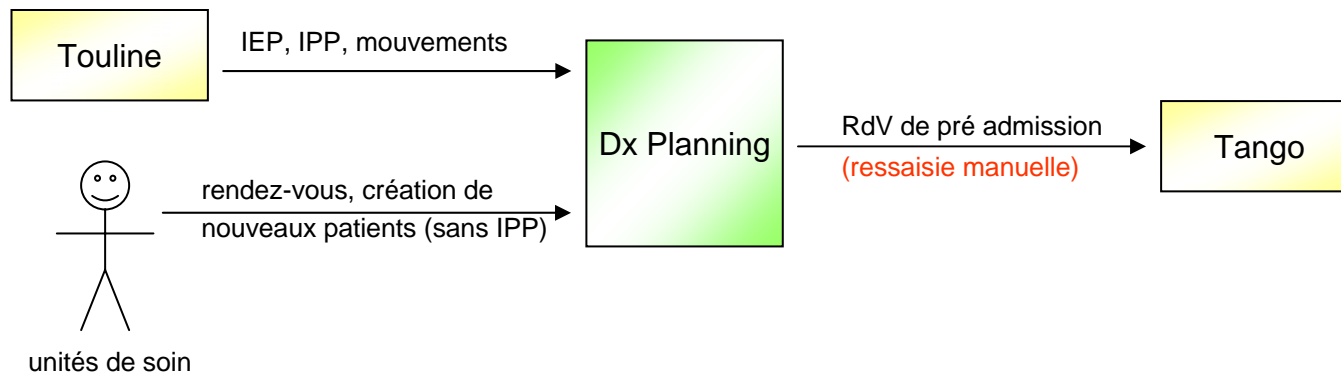 Touline
IEP, IPP, mouvements
Dx Planning
RdV de pré admission
(ressaisie manuelle)
Tango
rendez-vous, création de
nouveaux patients (sans IPP)
unités de soin